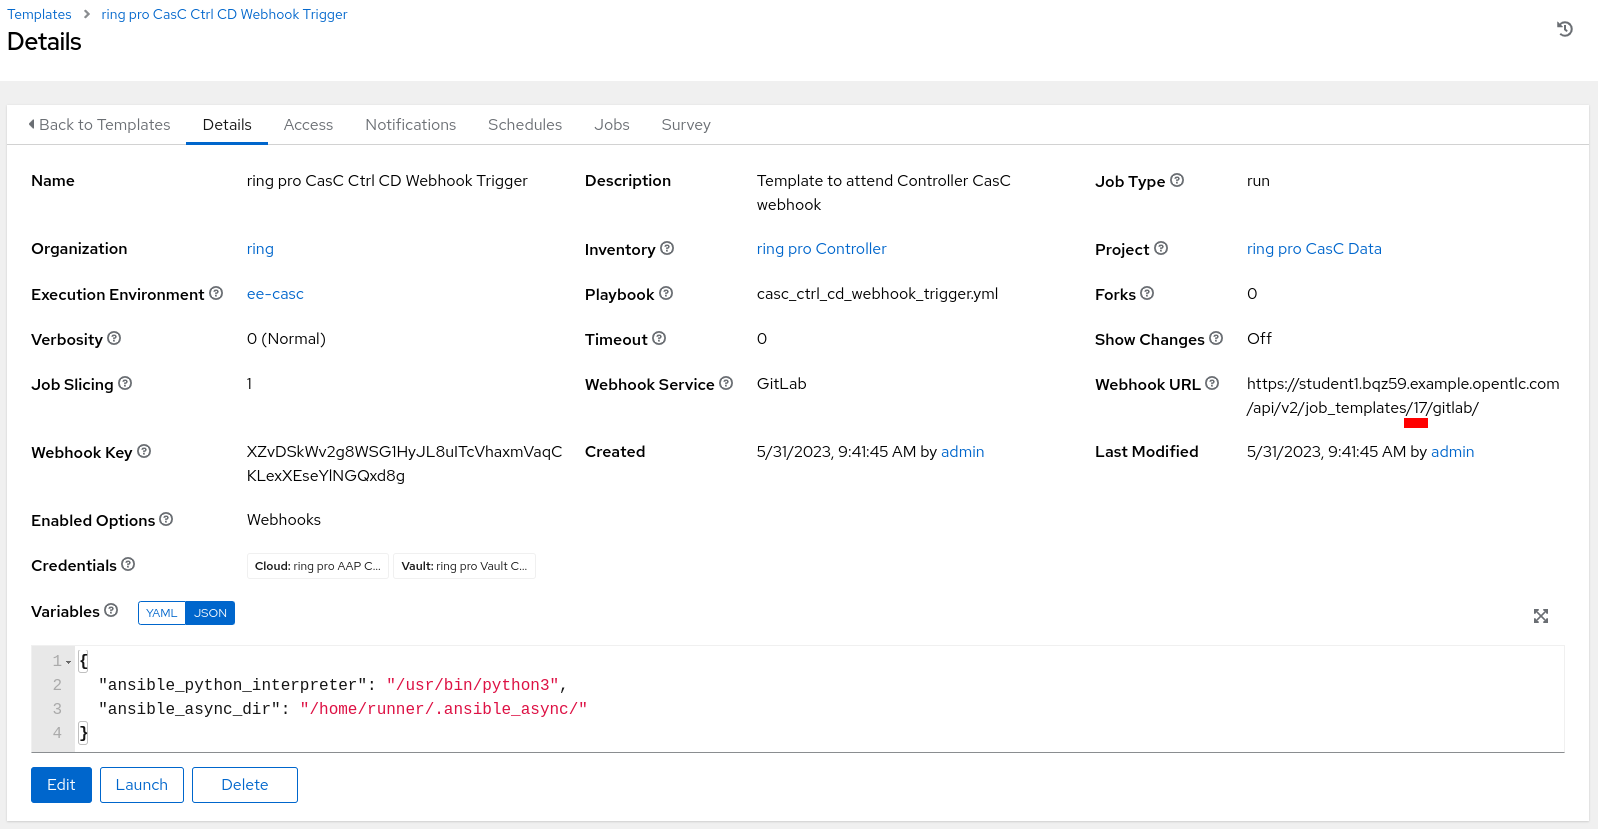 Templates > ring pro CasC Ctrl CD Webhook Trigger
Details
Back to Templates Details Access Notifications Schedules Jobs Survey
Name ring pro CasC Ctrl CD Webhook Trigger Description Template to attend Controller CasC webhook Job Type run
Organization ring Inventory ring pro Controller Project ring pro CasC Data
Execution Environment ee-casc Playbook casc_ctrl_cd_webhook_trigger.yml Forks 0
Verbosity 0 (Normal) Timeout 0 Show Changes Off
Job Slicing 1 Webhook Service GitLab Webhook URL https://student1.bqz59.example.opentlc.com
/api/v2/job_templates/17/gitlab/
Webhook Key XZvDSkWv2g8WSG1HyJL8uITcVhaxmVaqC Created 5/31/2023, 9:41:45 AM by admin Last Modified 5/31/2023, 9:41:45 AM by admin
KLexXEseYlNGQxd8g
Enabled Options Webhooks
Credentials Cloud: ring pro AAP C... Vault: ring pro Vault C...
Variables YAML JSON
1 {
2 "ansible_python_interpreter": "/usr/bin/python3",
3 "ansible_async_dir": "/home/runner/.ansible_async/"
4 }
Edit Launch Delete